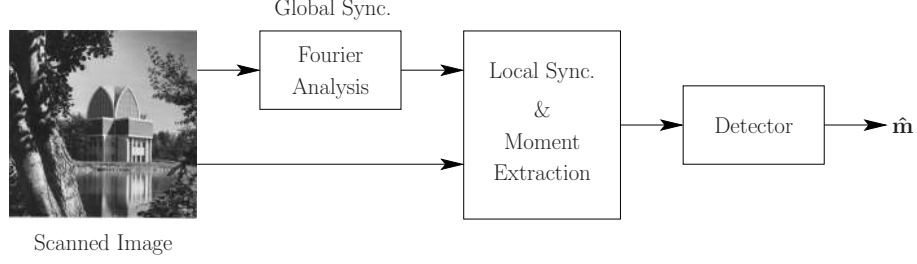 Global Sync.
Fourier
Analysis
Local Sync.
&
Moment
Extraction
Detector
m̂
Scanned Image